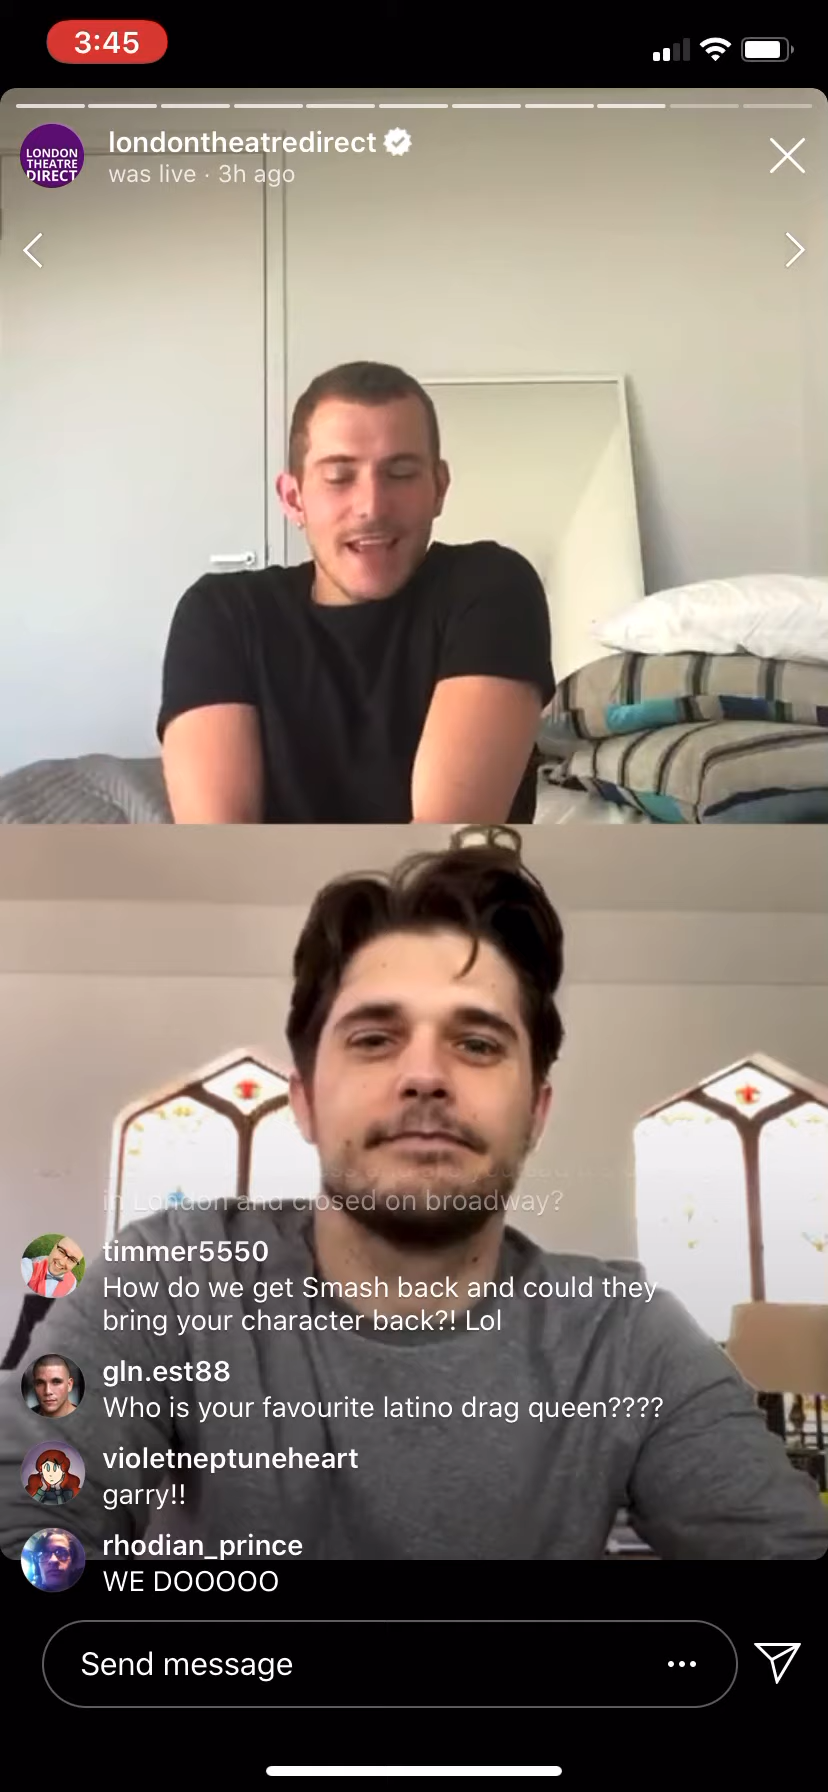 3:45
LONDON
THEATRE
DIRECT
londontheatredirect
was live · 3h ago
in London and closed on broadway?
timmer5550
How do we get Smash back and could they
bring your character back?! Lol
gln.est88
Who is your favourite latino drag queen????
violetneptuneheart
garry!!
rhodian_prince
WE DOOOOO
Send message